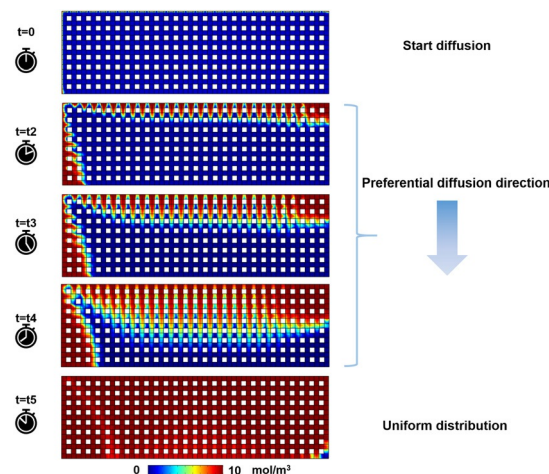 t=0
Start diffusion
t=t2
Preferential diffusion direction
t=t3
t=t4
t=t5
Uniform distribution
0 10 mol/m³